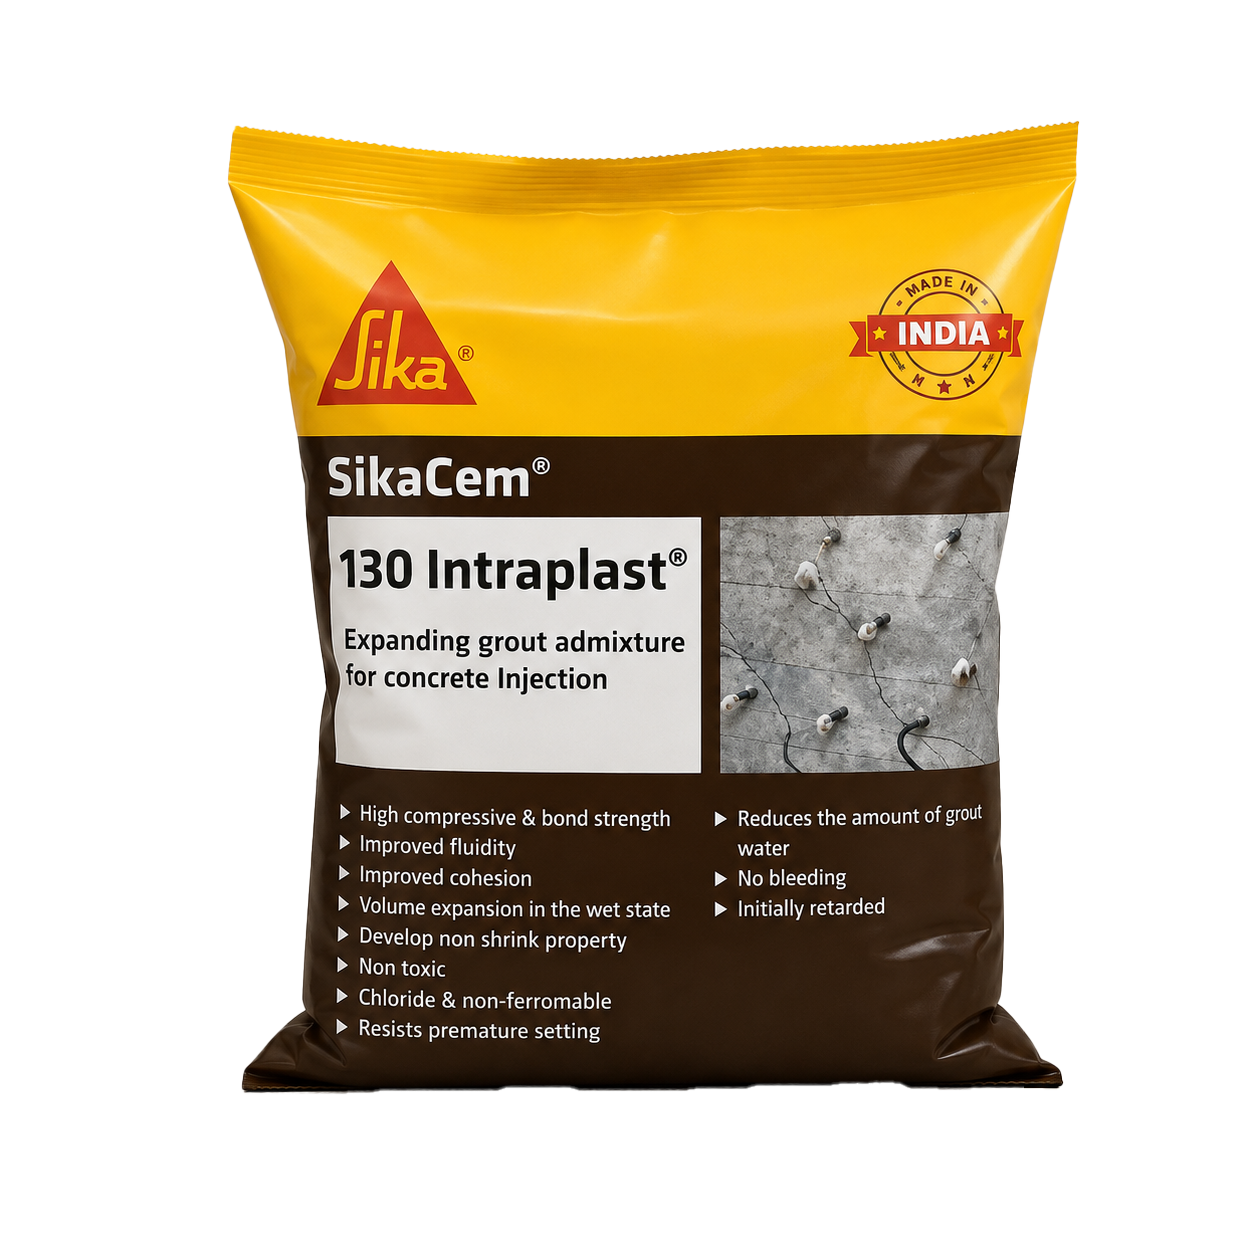 Sika®
MADE IN
INDIA
M ★ N
SikaCem®
130 Intraplast®
Expanding grout admixture
for concrete Injection
High compressive & bond strength
Improved fluidity
Improved cohesion
Volume expansion in the wet state
Develop non shrink property
Non toxic
Chloride & non-ferromable
Resists premature setting
Reduces the amount of grout
water
No bleeding
Initially retarded